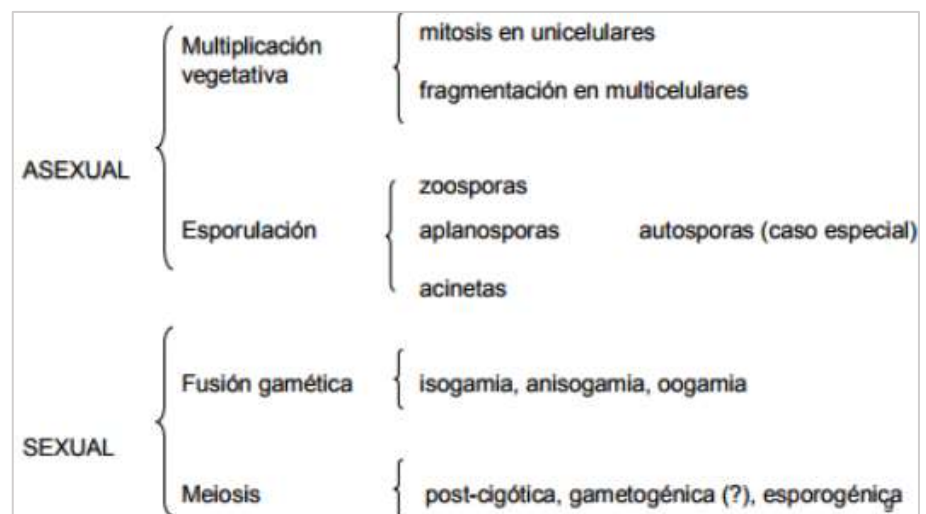 Multiplicación
vegetativa
mitosis en unicelulares
fragmentación en multicelulares
ASEXUAL
Esporulación
zoosporas
aplanosporas autosporas (caso especial)
acinetas
SEXUAL
Fusión gamética
isogamia, anisogamia, oogamia
Meiosis
post-cigótica, gametogénica (?), esporogénica